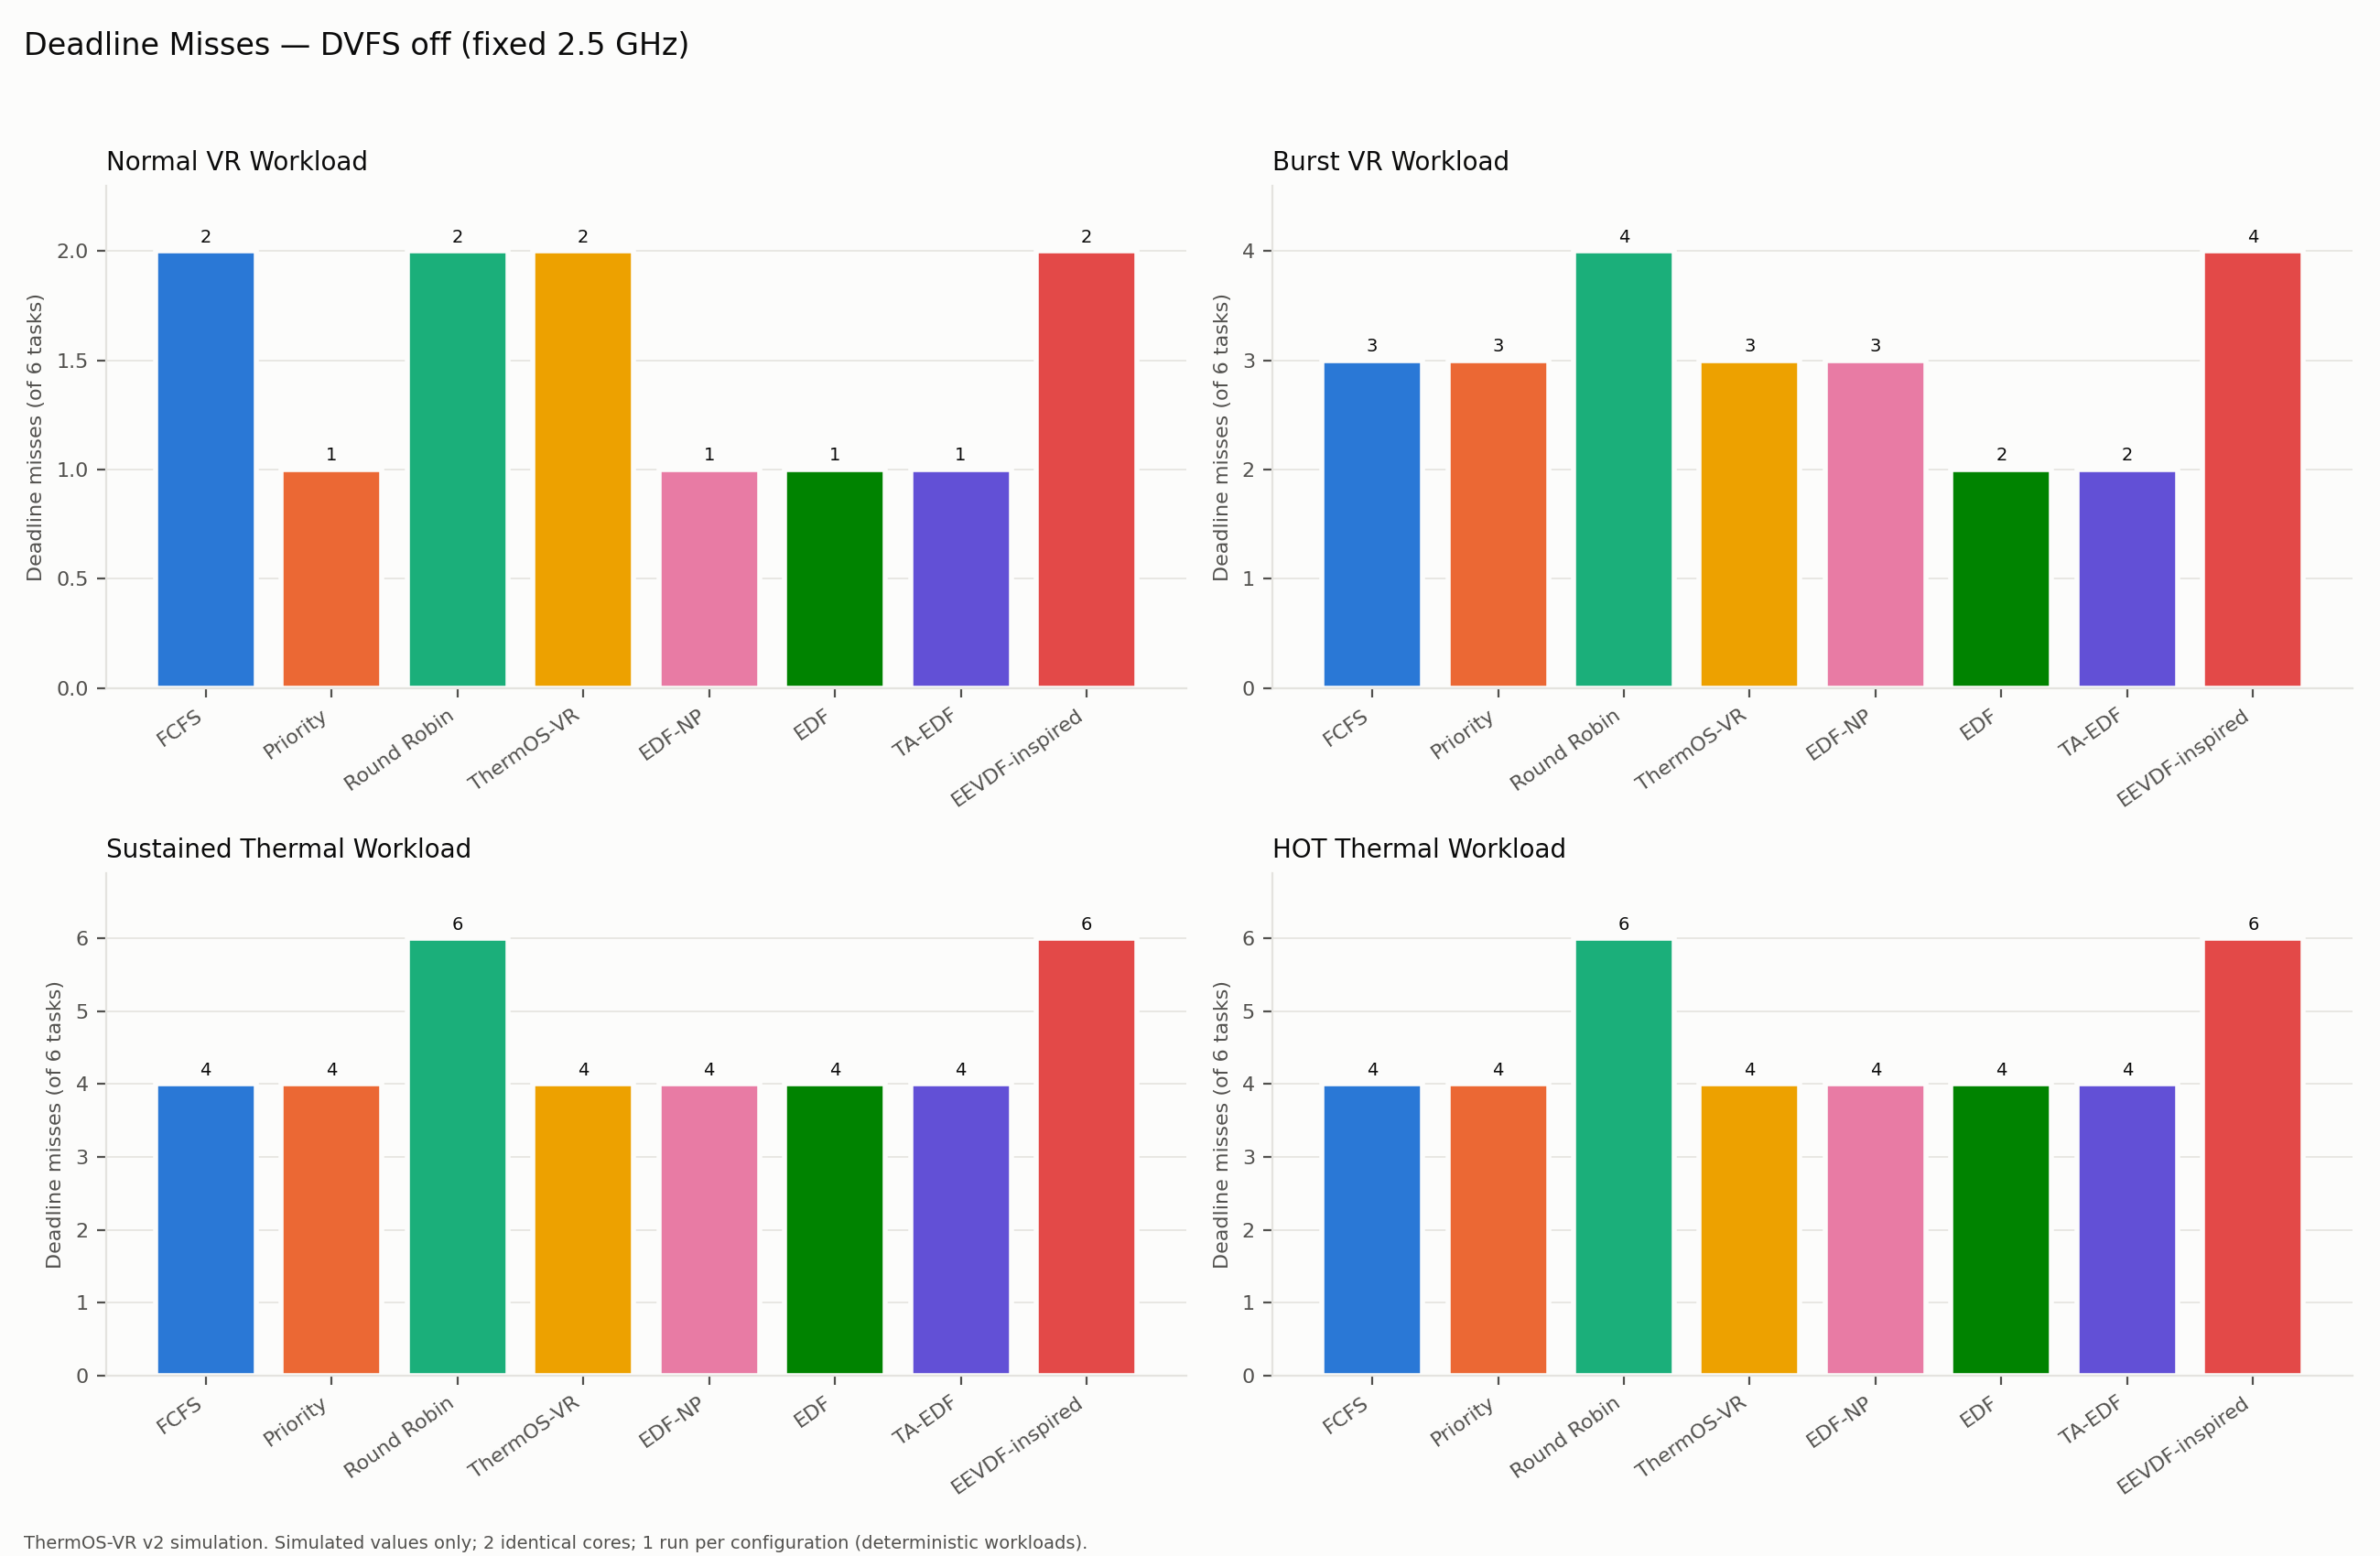 Deadline Misses — DVFS off (fixed 2.5 GHz)
Normal VR Workload
Deadline misses (of 6 tasks)
2.0
1.5
1.0
0.5
0.0
2
1
2
2
1
1
1
2
FCFS
Priority
Round Robin
ThermOS-VR
EDF-NP
EDF
TA-EDF
EEVDF-inspired
Burst VR Workload
Deadline misses (of 6 tasks)
4
3
2
1
0
3
3
4
3
3
2
2
4
FCFS
Priority
Round Robin
ThermOS-VR
EDF-NP
EDF
TA-EDF
EEVDF-inspired
Sustained Thermal Workload
Deadline misses (of 6 tasks)
6
5
4
3
2
1
0
4
4
6
4
4
4
4
6
FCFS
Priority
Round Robin
ThermOS-VR
EDF-NP
EDF
TA-EDF
EEVDF-inspired
HOT Thermal Workload
Deadline misses (of 6 tasks)
6
5
4
3
2
1
0
4
4
6
4
4
4
4
6
FCFS
Priority
Round Robin
ThermOS-VR
EDF-NP
EDF
TA-EDF
EEVDF-inspired
ThermOS-VR v2 simulation. Simulated values only; 2 identical cores; 1 run per configuration (deterministic workloads).